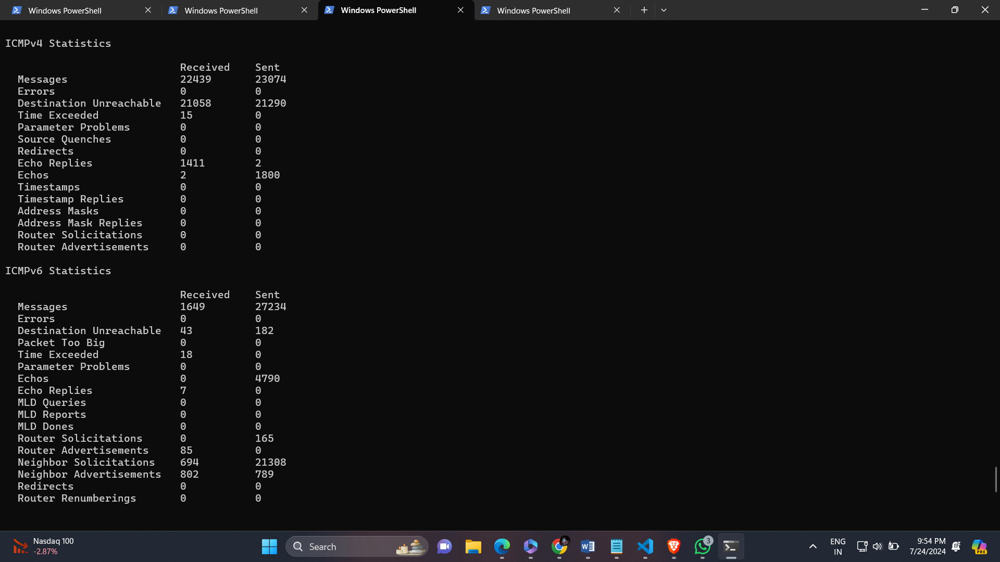 Windows PowerShell
Windows PowerShell
Windows PowerShell
Windows PowerShell
ICMPv4 Statistics
Received Sent
Messages 22439 23074
Errors 0 0
Destination Unreachable 21058 21290
Time Exceeded 15 0
Parameter Problems 0 0
Source Quenches 0 0
Redirects 0 0
Echo Replies 1411 2
Echos 2 1800
Timestamps 0 0
Timestamp Replies 0 0
Address Masks 0 0
Address Mask Replies 0 0
Router Solicitations 0 0
Router Advertisements 0 0
ICMPv6 Statistics
Received Sent
Messages 1649 27234
Errors 0 0
Destination Unreachable 43 182
Packet Too Big 0 0
Time Exceeded 18 0
Parameter Problems 0 0
Echos 0 4790
Echo Replies 7 0
MLD Queries 0 0
MLD Reports 0 0
MLD Dones 0 0
Router Solicitations 0 165
Router Advertisements 85 0
Neighbor Solicitations 694 21308
Neighbor Advertisements 802 789
Redirects 0 0
Router Renumberings 0 0
Nasdaq 100
-2.87%
Search
W
3
ENG
IN
9:54 PM
7/24/2024
PRE